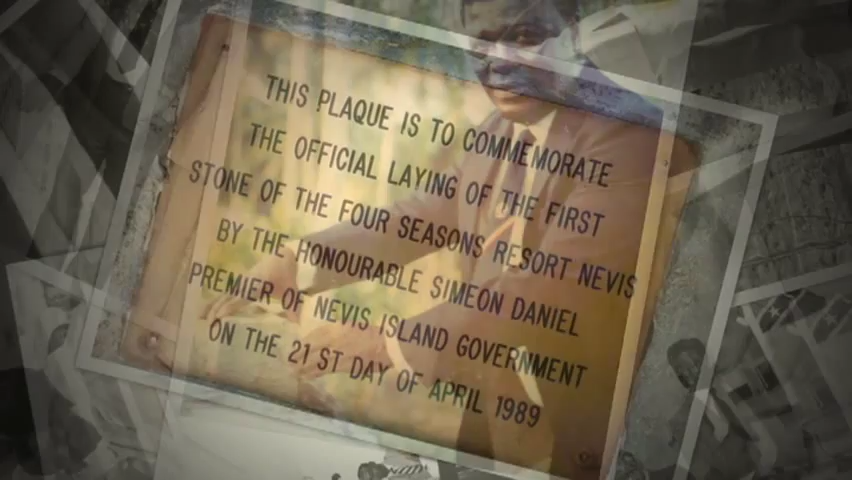 THIS PLAQUE IS TO COMMEMORATE
THE OFFICIAL LAYING OF THE FIRST
STONE OF THE FOUR SEASONS RESORT NEVIS
BY THE HONOURABLE SIMEON DANIEL
PREMIER OF NEVIS ISLAND GOVERNMENT
ON THE 21 ST DAY OF APRIL 1989